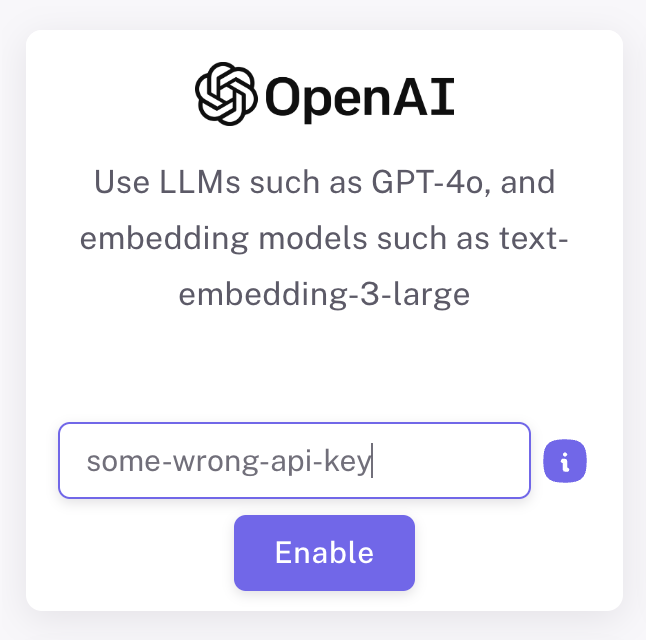 OpenAI
Use LLMs such as GPT-4o, and
embedding models such as text-
embedding-3-large
some-wrong-api-key
i
Enable